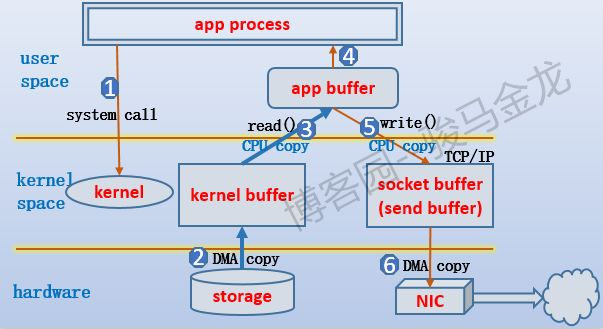 app process
user
space
1
system call
4
app buffer
read()
3
CPU copy
5
write()
CPU copy
TCP/IP
kernel
space
kernel
kernel buffer
socket buffer
(send buffer)
2
DMA copy
6
DMA copy
hardware
storage
NIC
博客园--骏马金龙